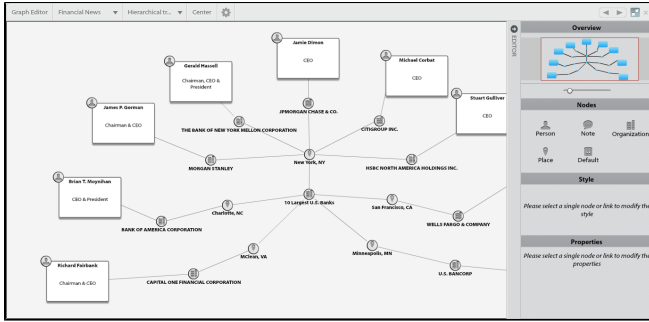 Graph Editor
Financial News
Hierarchical tr...
Center
EDITOR
Overview
Jamie Dimon
CEO
Gerald Hassell
Chairman, CEO &
President
Michael Corbat
CEO
Stuart Gulliver
CEO
James P. Gorman
Chairman & CEO
JPMORGAN CHASE & CO.
THE BANK OF NEW YORK MELLON CORPORATION
CITIGROUP INC.
MORGAN STANLEY
New York, NY
HSBC NORTH AMERICA HOLDINGS INC.
Brian T. Moynihan
CEO & President
10 Largest U.S. Banks
Charlotte, NC
San Francisco, CA
BANK OF AMERICA CORPORATION
WELLS FARGO & COMPANY
McLean, VA
Minneapolis, MN
Richard Fairbank
Chairman & CEO
CAPITAL ONE FINANCIAL CORPORATION
U.S. BANCORP
Nodes
Person
Note
Organization
Place
Default
Style
Please select a single node or link to modify the
style
Properties
Please select a single node or link to modify the
properties